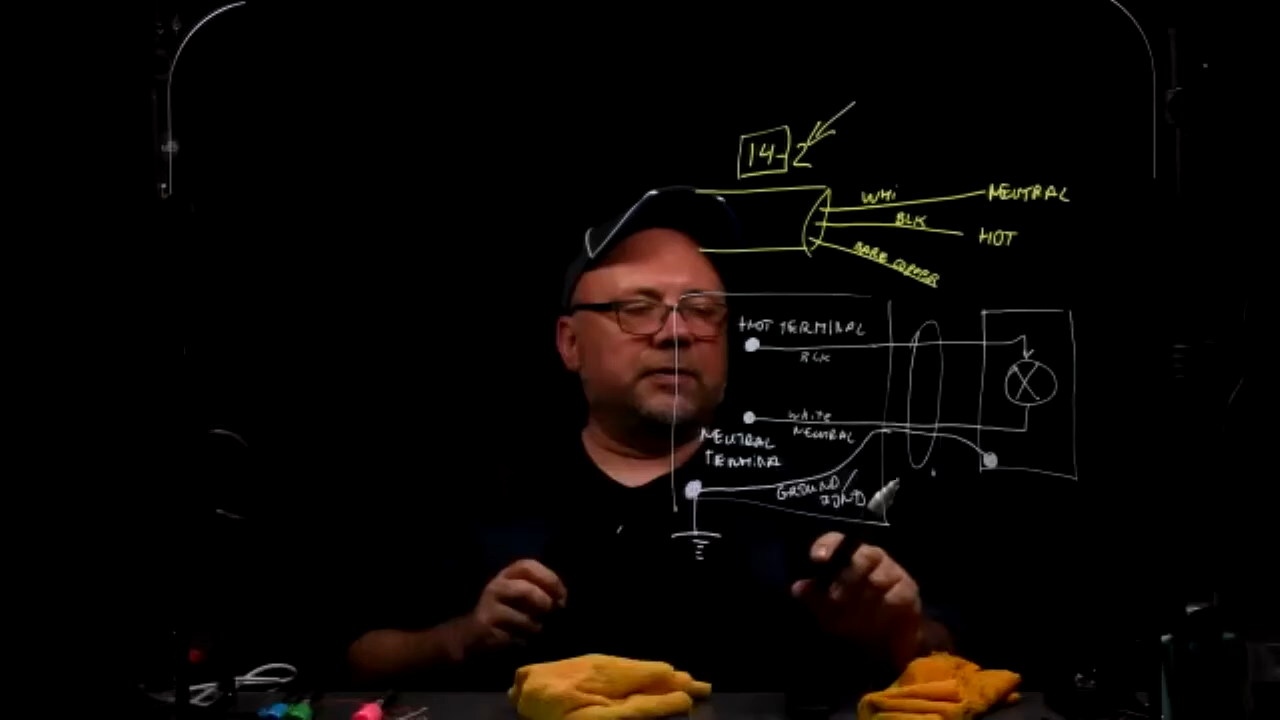 14-2
WHI
NEUTRAL
BLK
HOT
BARE COPPER
HOT TERMINAL
BLK
WHITE
NEUTRAL
NEUTRAL
TERMINAL
GROUND/
BOND
X